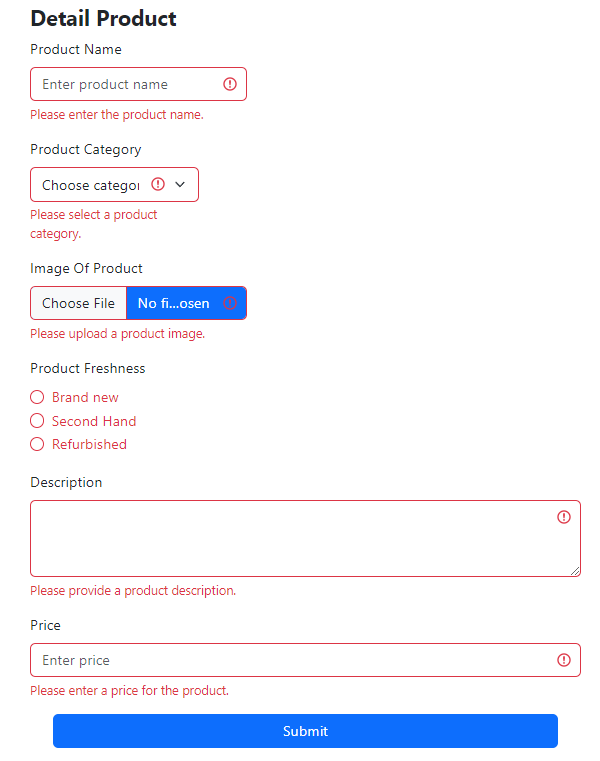 Detail Product
Product Name
Enter product name
Please enter the product name.
Product Category
Choose categor
Please select a product
category.
Image Of Product
Choose File No fi...osen
Please upload a product image.
Product Freshness
Brand new
Second Hand
Refurbished
Description
Please provide a product description.
Price
Enter price
Please enter a price for the product.
Submit